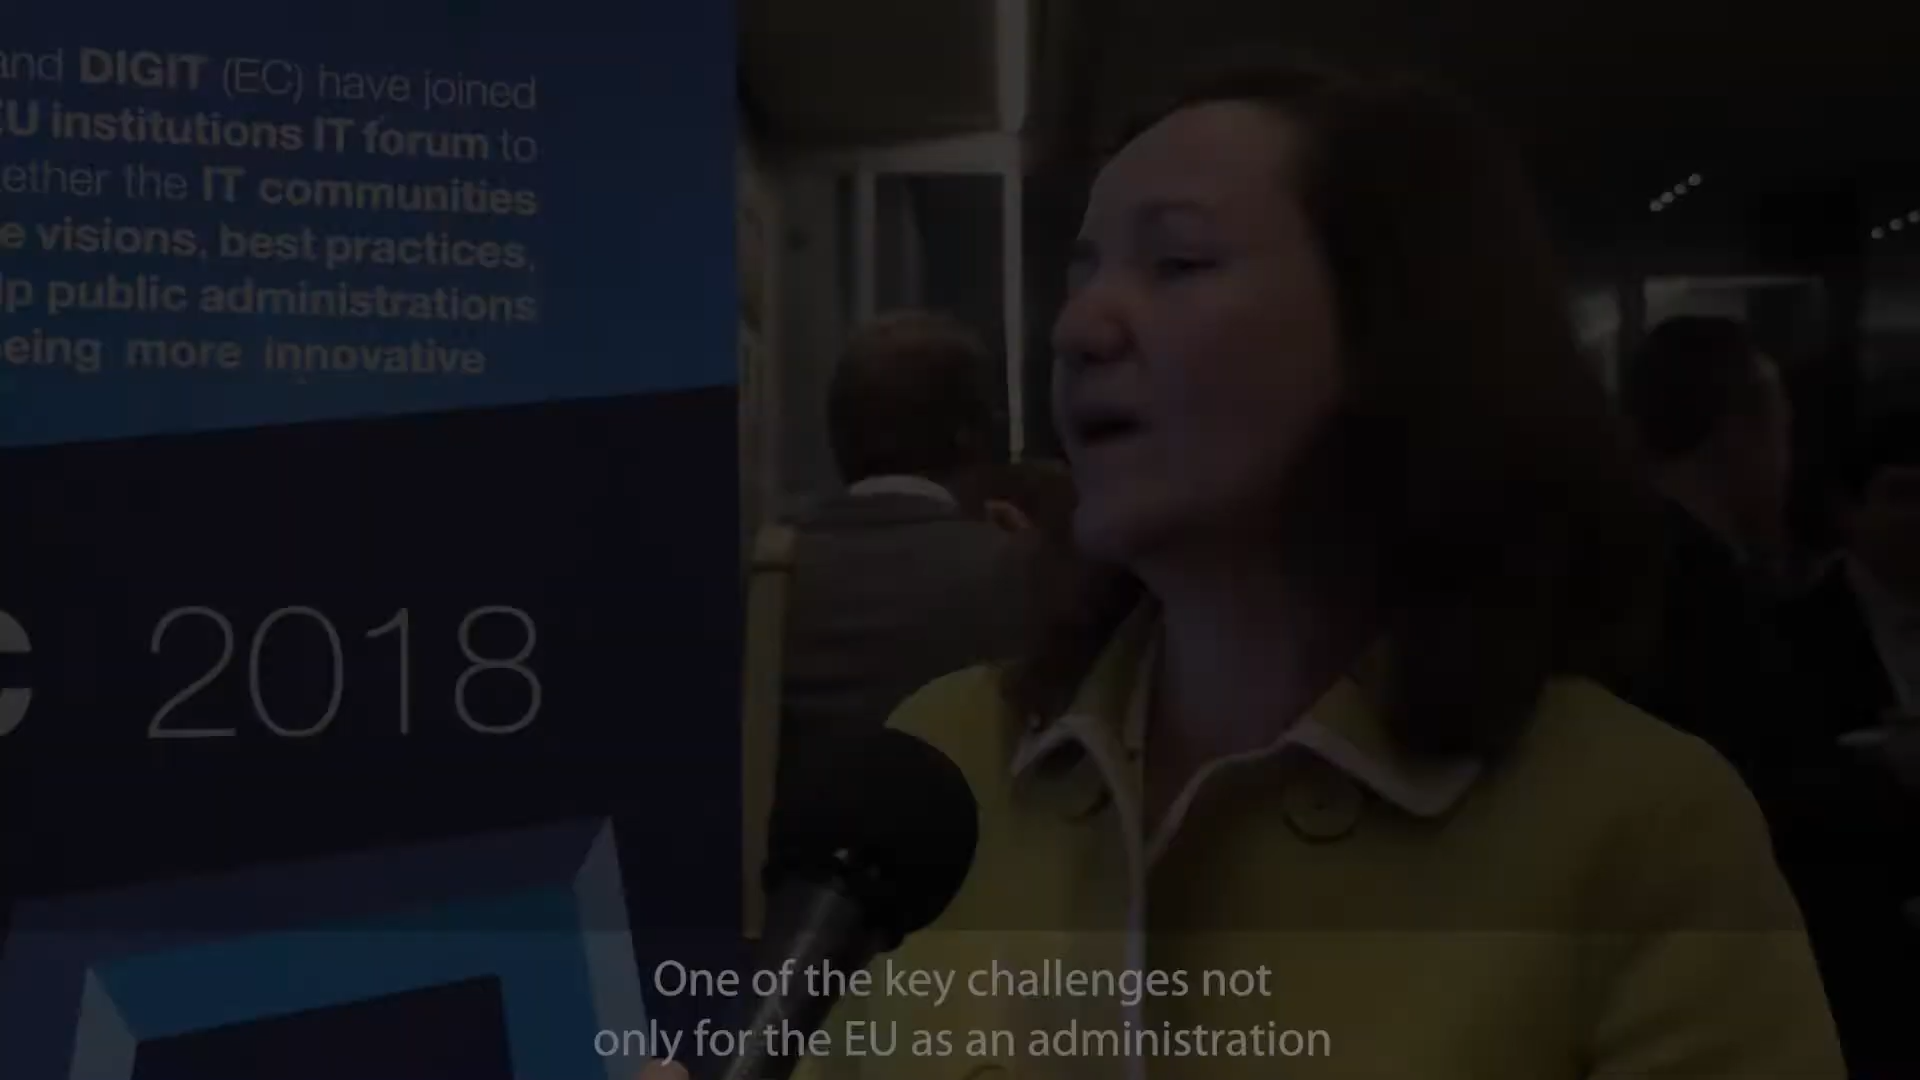 and DIGIT (EC) have joined
EU institutions IT forum to
ether the IT communities
e visions, best practices,
lp public administrations
eing more innovative
C 2018
One of the key challenges not
only for the EU as an administration